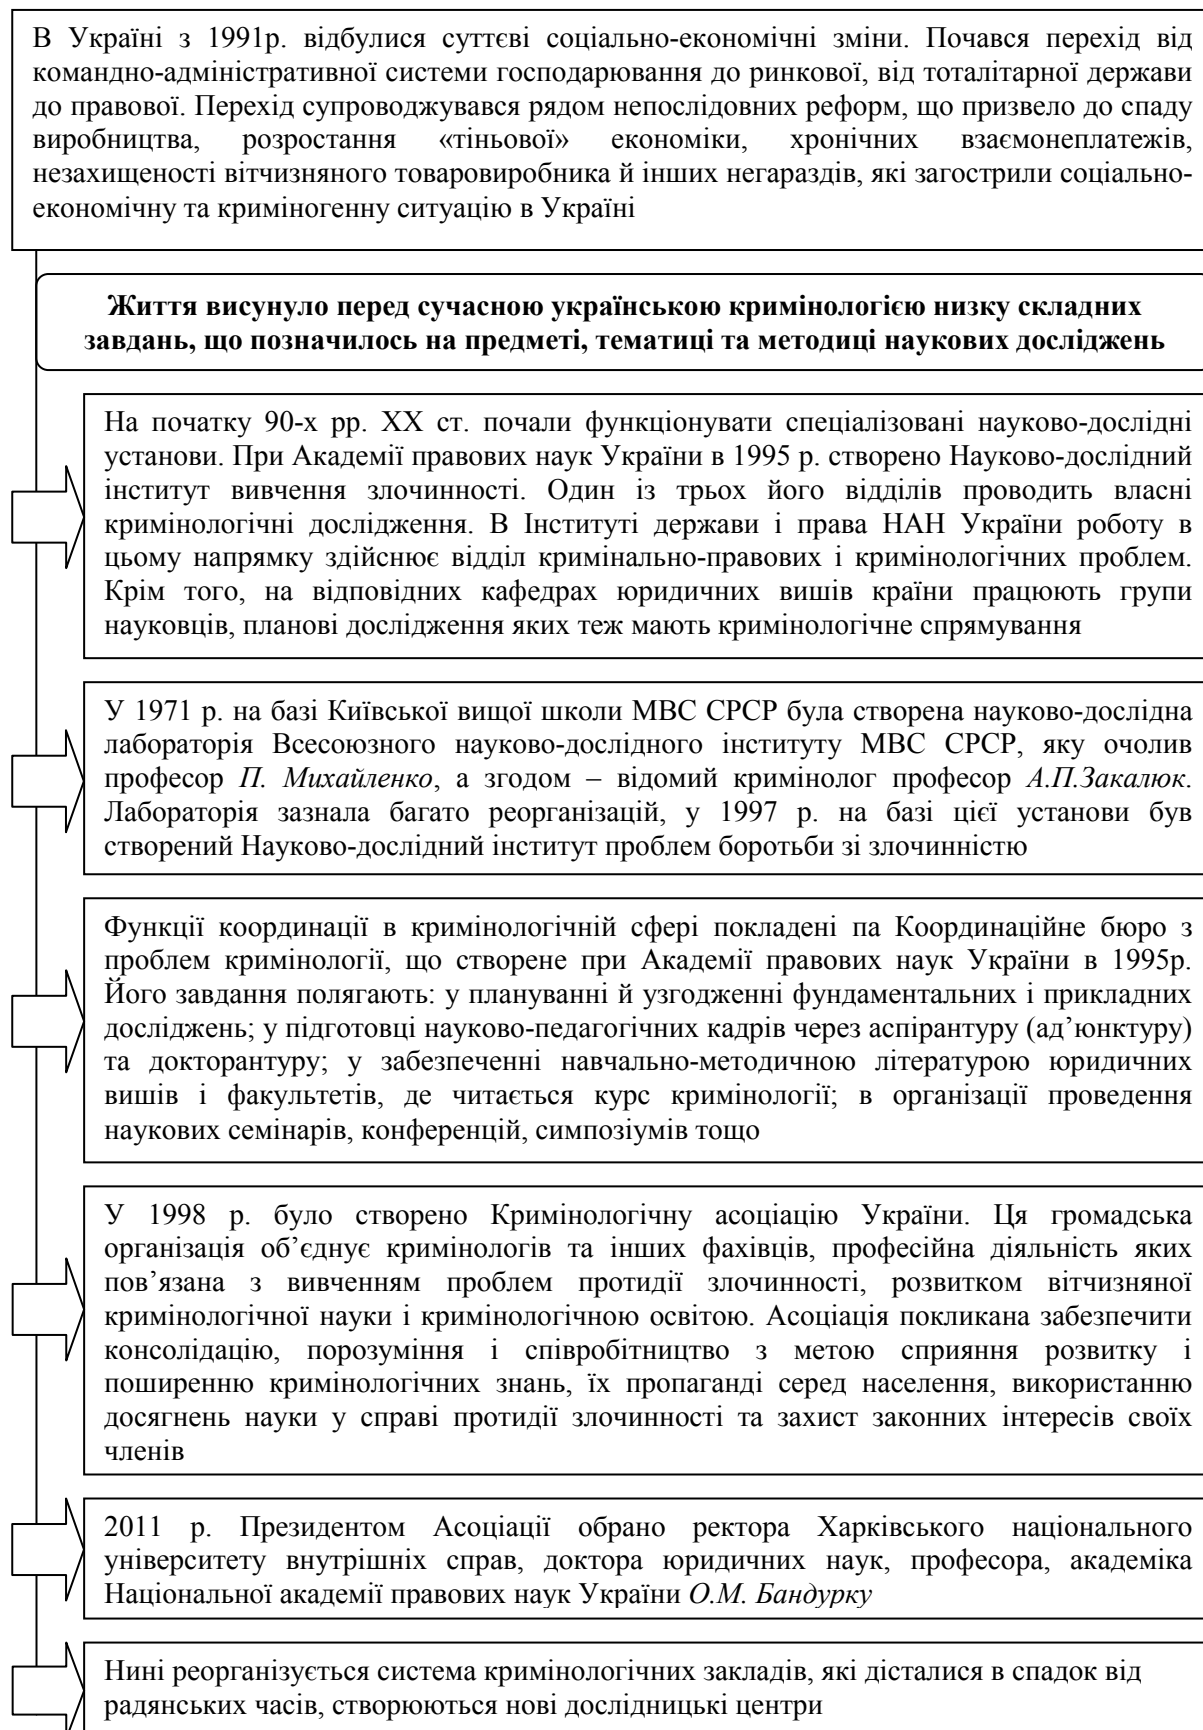 В Україні з 1991р. відбулися суттєві соціально-економічні зміни. Почався перехід від
командно-адміністративної системи господарювання до ринкової, від тоталітарної держави
до правової. Перехід супроводжувався рядом непослідовних реформ, що призвело до спаду
виробництва, розростання «тіньової» економіки, хронічних взаємонеплатежів,
незахищеності вітчизняного товаровиробника й інших негараздів, які загострили соціально-
економічну та криміногенну ситуацію в Україні
Життя висунуло перед сучасною українською кримінологією низку складних
завдань, що позначилось на предметі, тематиці та методиці наукових досліджень
На початку 90-х рр. XX ст. почали функціонувати спеціалізовані науково-дослідні
установи. При Академії правових наук України в 1995 р. створено Науково-дослідний
інститут вивчення злочинності. Один із трьох його відділів проводить власні
кримінологічні дослідження. В Інституті держави і права НАН України роботу в
цьому напрямку здійснює відділ кримінально-правових і кримінологічних проблем.
Крім того, на відповідних кафедрах юридичних вишів країни працюють групи
науковців, планові дослідження яких теж мають кримінологічне спрямування
У 1971 р. на базі Київської вищої школи МВС СРСР була створена науково-дослідна
лабораторія Всесоюзного науково-дослідного інституту МВС СРСР, яку очолив
професор П. Михайленко, а згодом – відомий кримінолог професор А.П.Закалюк.
Лабораторія зазнала багато реорганізацій, у 1997 р. на базі цієї установи був
створений Науково-дослідний інститут проблем боротьби зі злочинністю
Функції координації в кримінологічній сфері покладені па Координаційне бюро з
проблем кримінології, що створене при Академії правових наук України в 1995р.
Його завдання полягають: у плануванні й узгодженні фундаментальних і прикладних
досліджень; у підготовці науково-педагогічних кадрів через аспірантуру (ад’юнктуру)
та докторантуру; у забезпеченні навчально-методичною літературою юридичних
вишів і факультетів, де читається курс кримінології; в організації проведення
наукових семінарів, конференцій, симпозіумів тощо
У 1998 р. було створено Кримінологічну асоціацію України. Ця громадська
організація об’єднує кримінологів та інших фахівців, професійна діяльність яких
пов’язана з вивченням проблем протидії злочинності, розвитком вітчизняної
кримінологічної науки і кримінологічною освітою. Асоціація покликана забезпечити
консолідацію, порозуміння і співробітництво з метою сприяння розвитку і
поширенню кримінологічних знань, їх пропаганді серед населення, використанню
досягнень науки у справі протидії злочинності та захист законних інтересів своїх
членів
2011 р. Президентом Асоціації обрано ректора Харківського національного
університету внутрішніх справ, доктора юридичних наук, професора, академіка
Національної академії правових наук України О.М. Бандурку
Нині реорганізується система кримінологічних закладів, які дісталися в спадок від
радянських часів, створюються нові дослідницькі центри